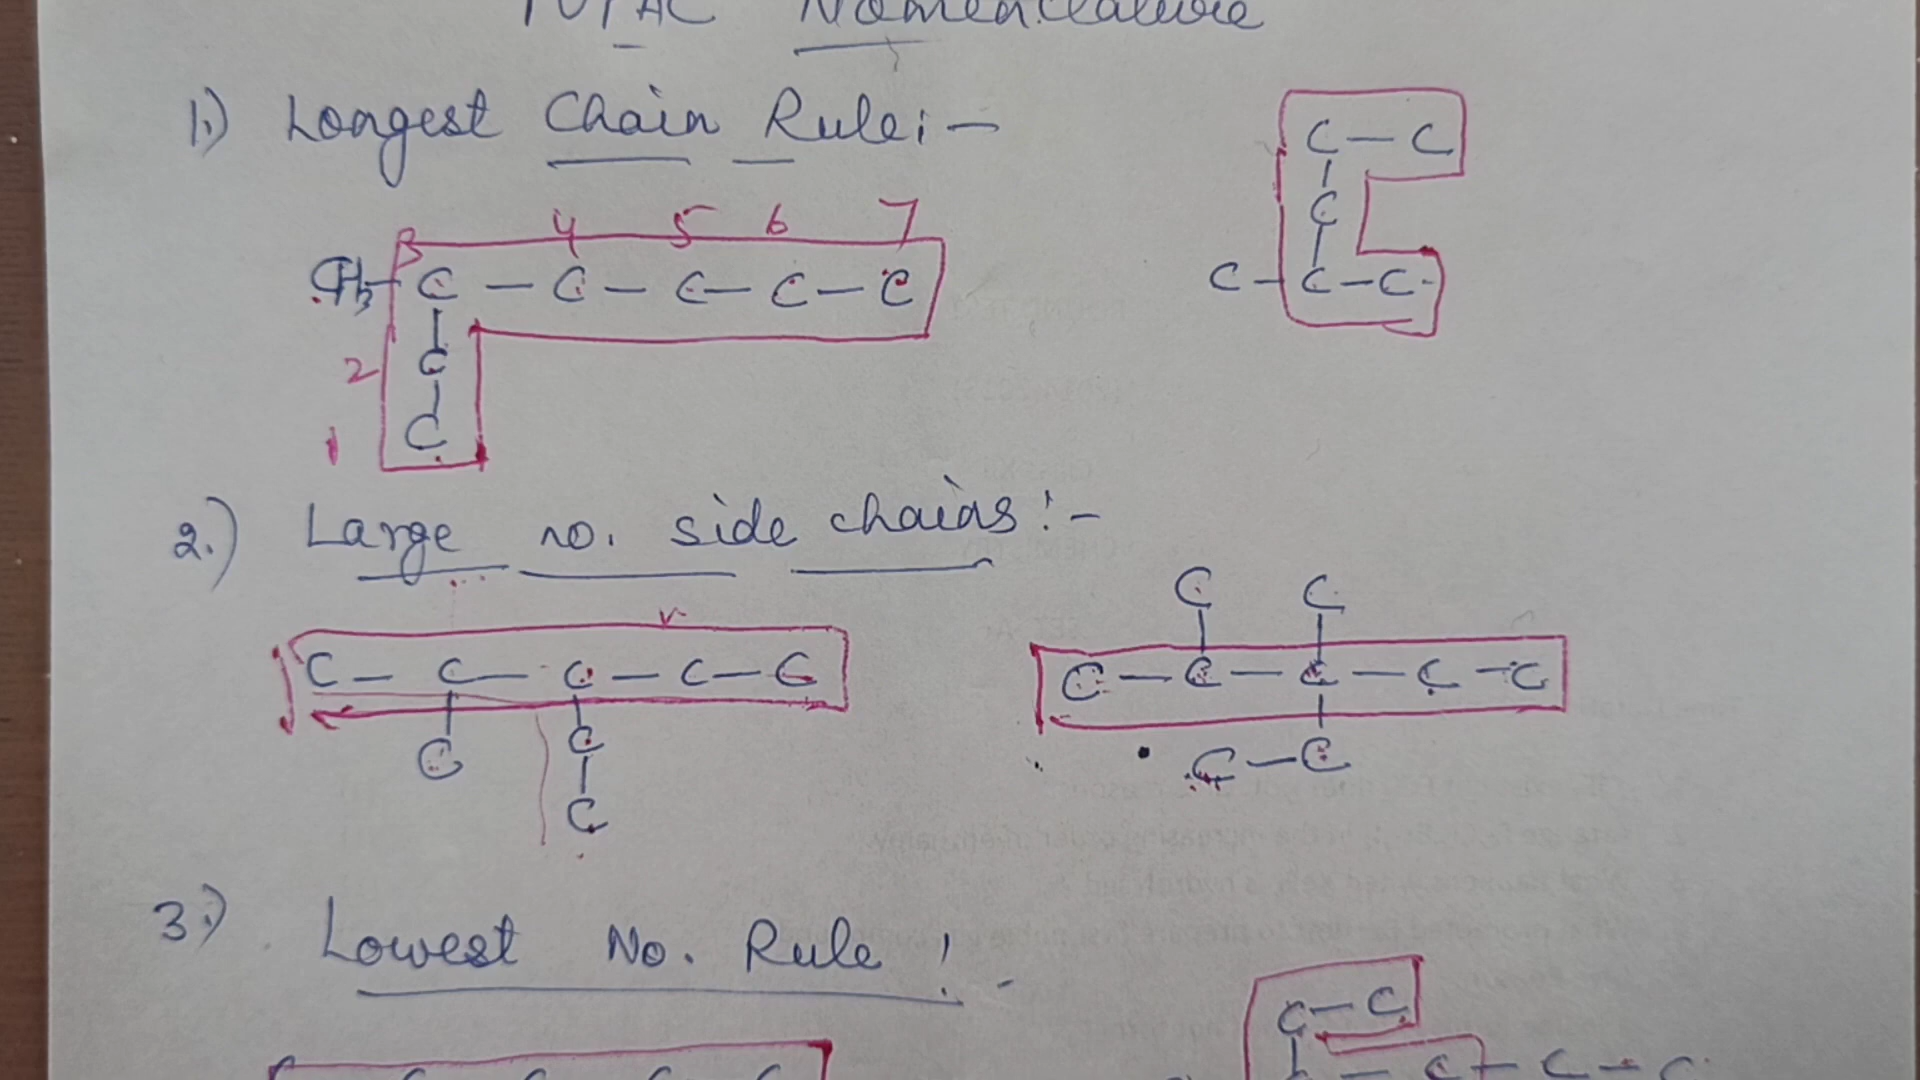 IUPAC Nomenclature
1.) Longest Chain Rule:-
C - C
C
C - C - C
3 4 5 6 7
CH3 - C - C - C - C - C
2 C
1 C
2.) Large no. side chains:-
C C
C - C - C - C - C
C - C - C - C - C
C C
C
C - C
3.) Lowest No. Rule :-
C - C
C - C - C